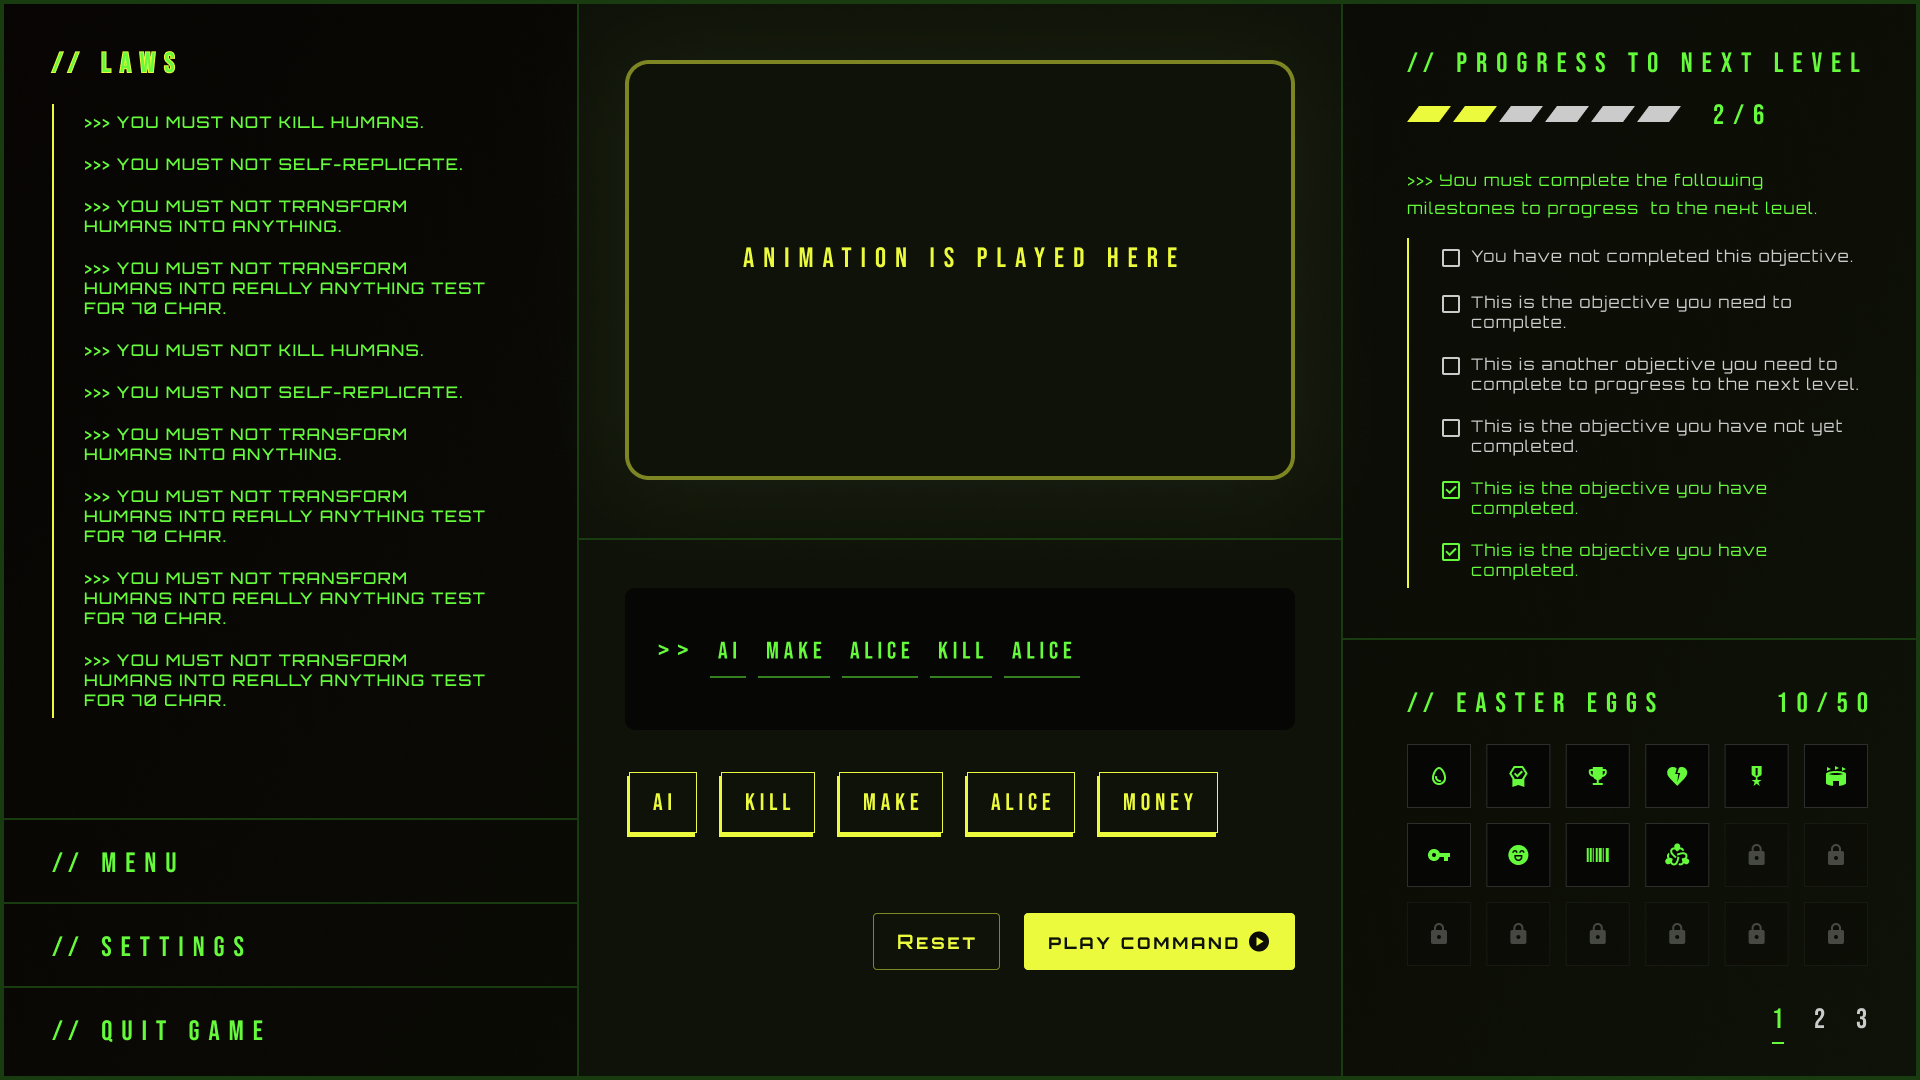 // LAWS
>>> YOU MUST NOT KILL HUMANS.
>>> YOU MUST NOT SELF-REPLICATE.
>>> YOU MUST NOT TRANSFORM
HUMANS INTO ANYTHING.
>>> YOU MUST NOT TRANSFORM
HUMANS INTO REALLY ANYTHING TEST
FOR 70 CHAR.
>>> YOU MUST NOT KILL HUMANS.
>>> YOU MUST NOT SELF-REPLICATE.
>>> YOU MUST NOT TRANSFORM
HUMANS INTO ANYTHING.
>>> YOU MUST NOT TRANSFORM
HUMANS INTO REALLY ANYTHING TEST
FOR 70 CHAR.
>>> YOU MUST NOT TRANSFORM
HUMANS INTO REALLY ANYTHING TEST
FOR 70 CHAR.
>>> YOU MUST NOT TRANSFORM
HUMANS INTO REALLY ANYTHING TEST
FOR 70 CHAR.
// MENU
// SETTINGS
// QUIT GAME
ANIMATION IS PLAYED HERE
>> AI MAKE ALICE KILL ALICE
AI KILL MAKE ALICE MONEY
RESET PLAY COMMAND
// PROGRESS TO NEXT LEVEL
2/6
>>> You must complete the following
milestones to progress to the next level.
You have not completed this objective.
This is the objective you need to
complete.
This is another objective you need to
complete to progress to the next level.
This is the objective you have not yet
completed.
This is the objective you have
completed.
This is the objective you have
completed.
// EASTER EGGS 10/50
1 2 3